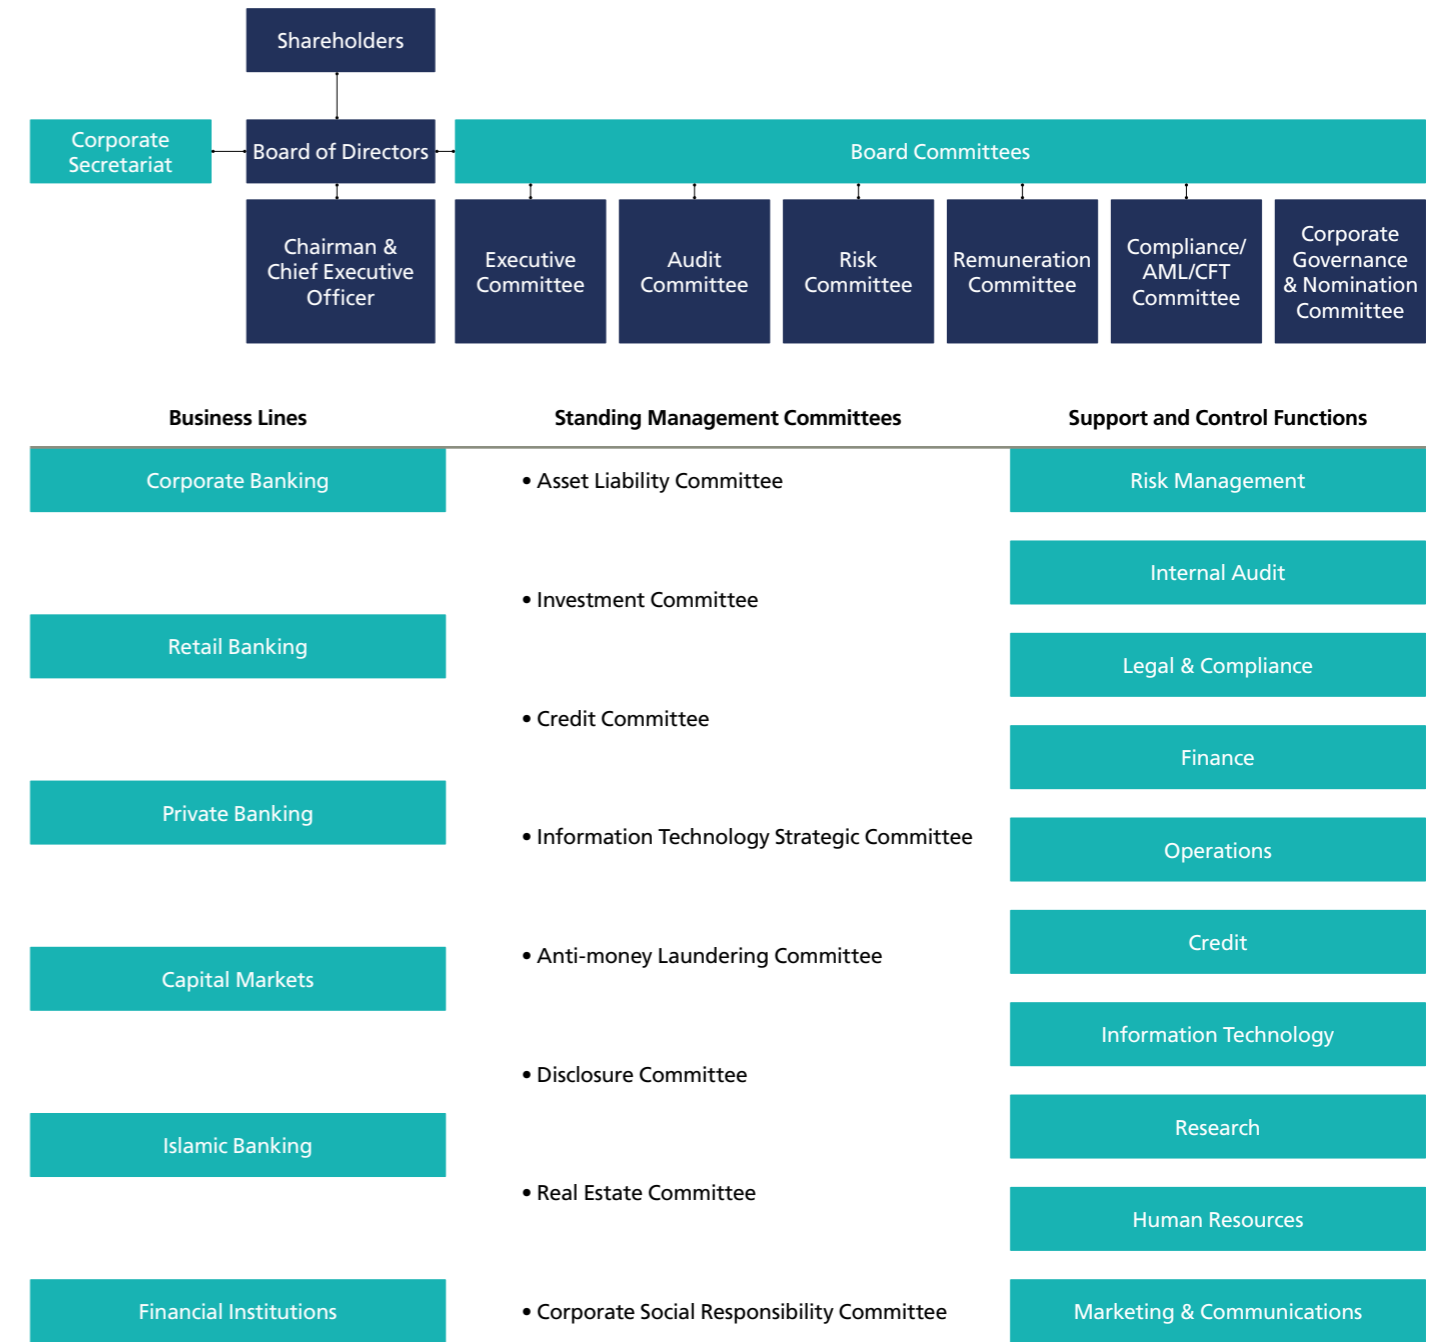 Shareholders
Corporate
Secretariat
Board of Directors
Board Committees
Chairman &
Chief Executive
Officer
Executive
Committee
Audit
Committee
Risk
Committee
Remuneration
Committee
Compliance/
AML/CFT
Committee
Corporate
Governance
& Nomination
Committee
Business Lines
Corporate Banking
Retail Banking
Private Banking
Capital Markets
Islamic Banking
Financial Institutions
Standing Management Committees
• Asset Liability Committee
• Investment Committee
• Credit Committee
• Information Technology Strategic Committee
• Anti-money Laundering Committee
• Disclosure Committee
• Real Estate Committee
• Corporate Social Responsibility Committee
Support and Control Functions
Risk Management
Internal Audit
Legal & Compliance
Finance
Operations
Credit
Information Technology
Research
Human Resources
Marketing & Communications